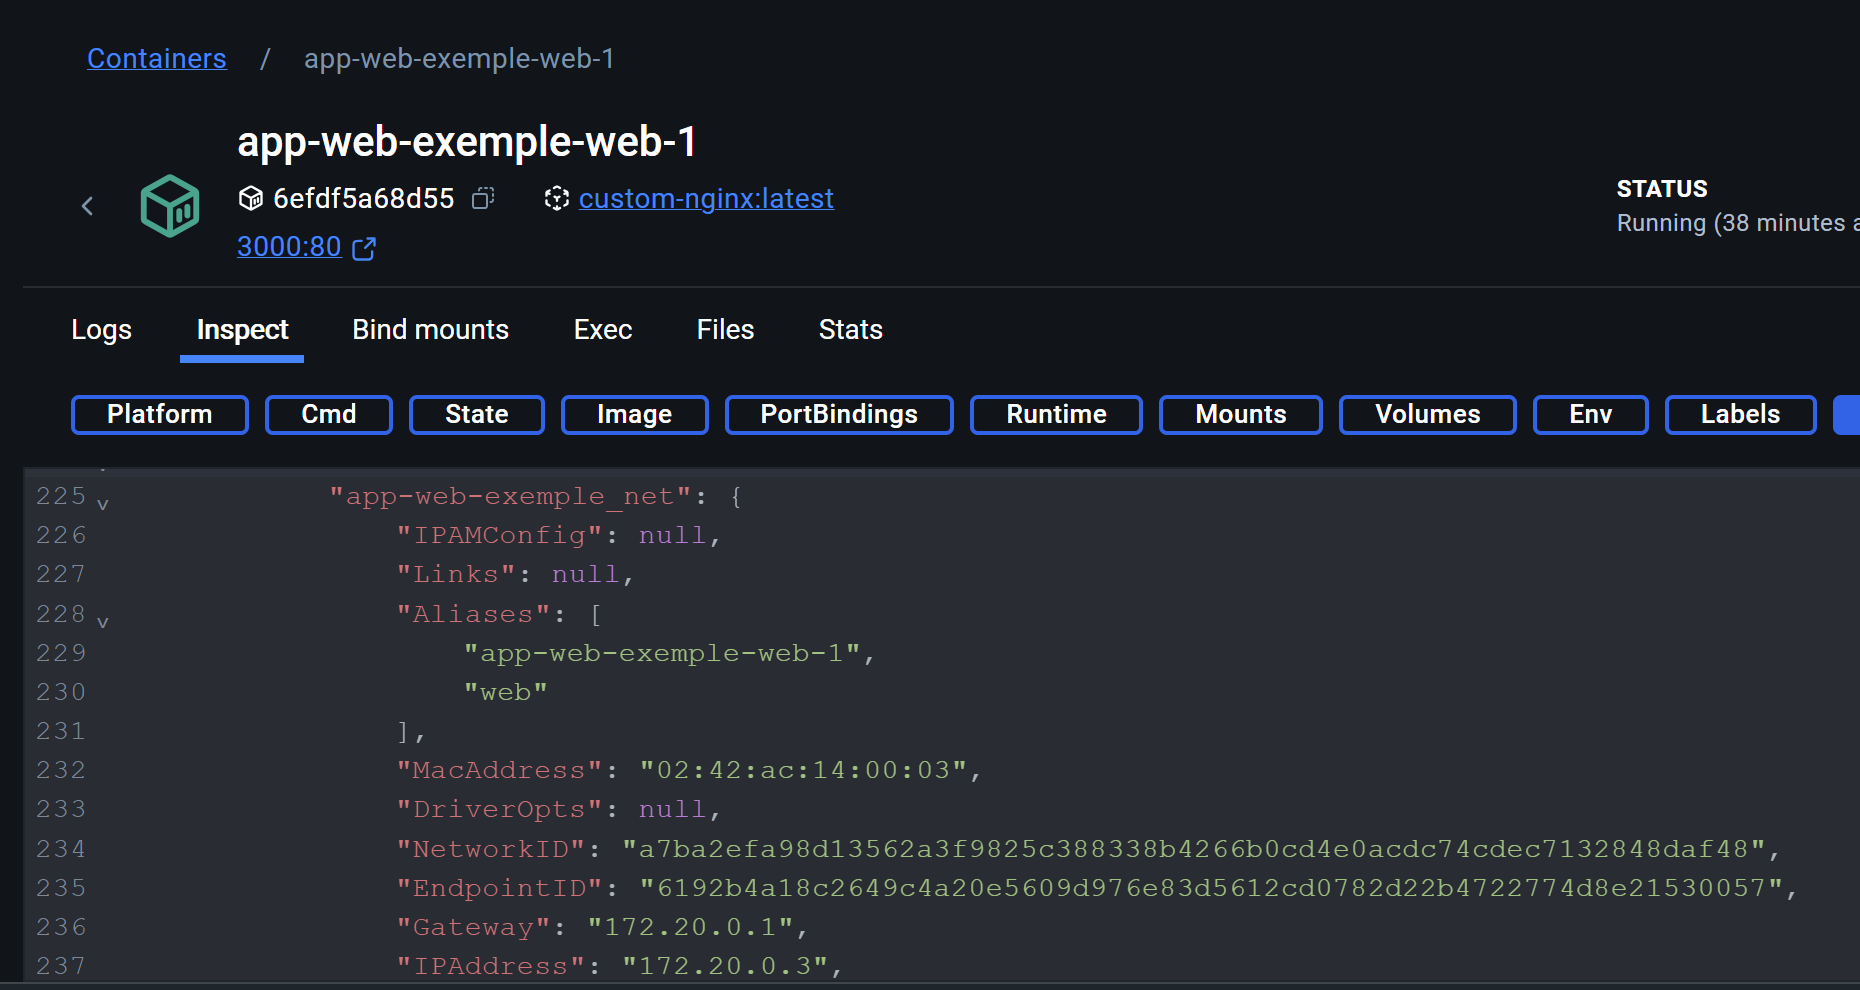 Containers / app-web-exemple-web-1
app-web-exemple-web-1
6efdf5a68d55 custom-nginx:latest
3000:80
STATUS
Running (38 minutes a
Logs Inspect Bind mounts Exec Files Stats
Platform Cmd State Image PortBindings Runtime Mounts Volumes Env Labels
225 v "app-web-exemple_net": {
226 "IPAMConfig": null,
227 "Links": null,
228 v "Aliases": [
229 "app-web-exemple-web-1",
230 "web"
231 ],
232 "MacAddress": "02:42:ac:14:00:03",
233 "DriverOpts": null,
234 "NetworkID": "a7ba2efa98d13562a3f9825c388338b4266b0cd4e0acdc74cdec7132848daf48",
235 "EndpointID": "6192b4a18c2649c4a20e5609d976e83d5612cd0782d22b4722774d8e21530057",
236 "Gateway": "172.20.0.1",
237 "IPAddress": "172.20.0.3",